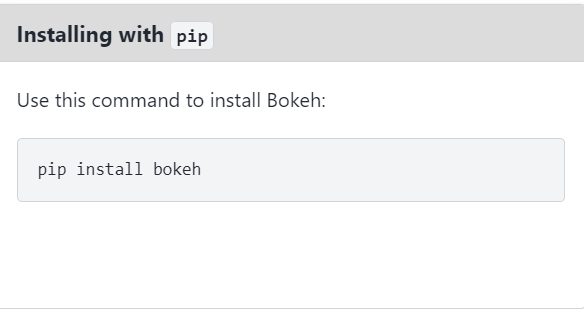 Installing with pip
Use this command to install Bokeh:
pip install bokeh